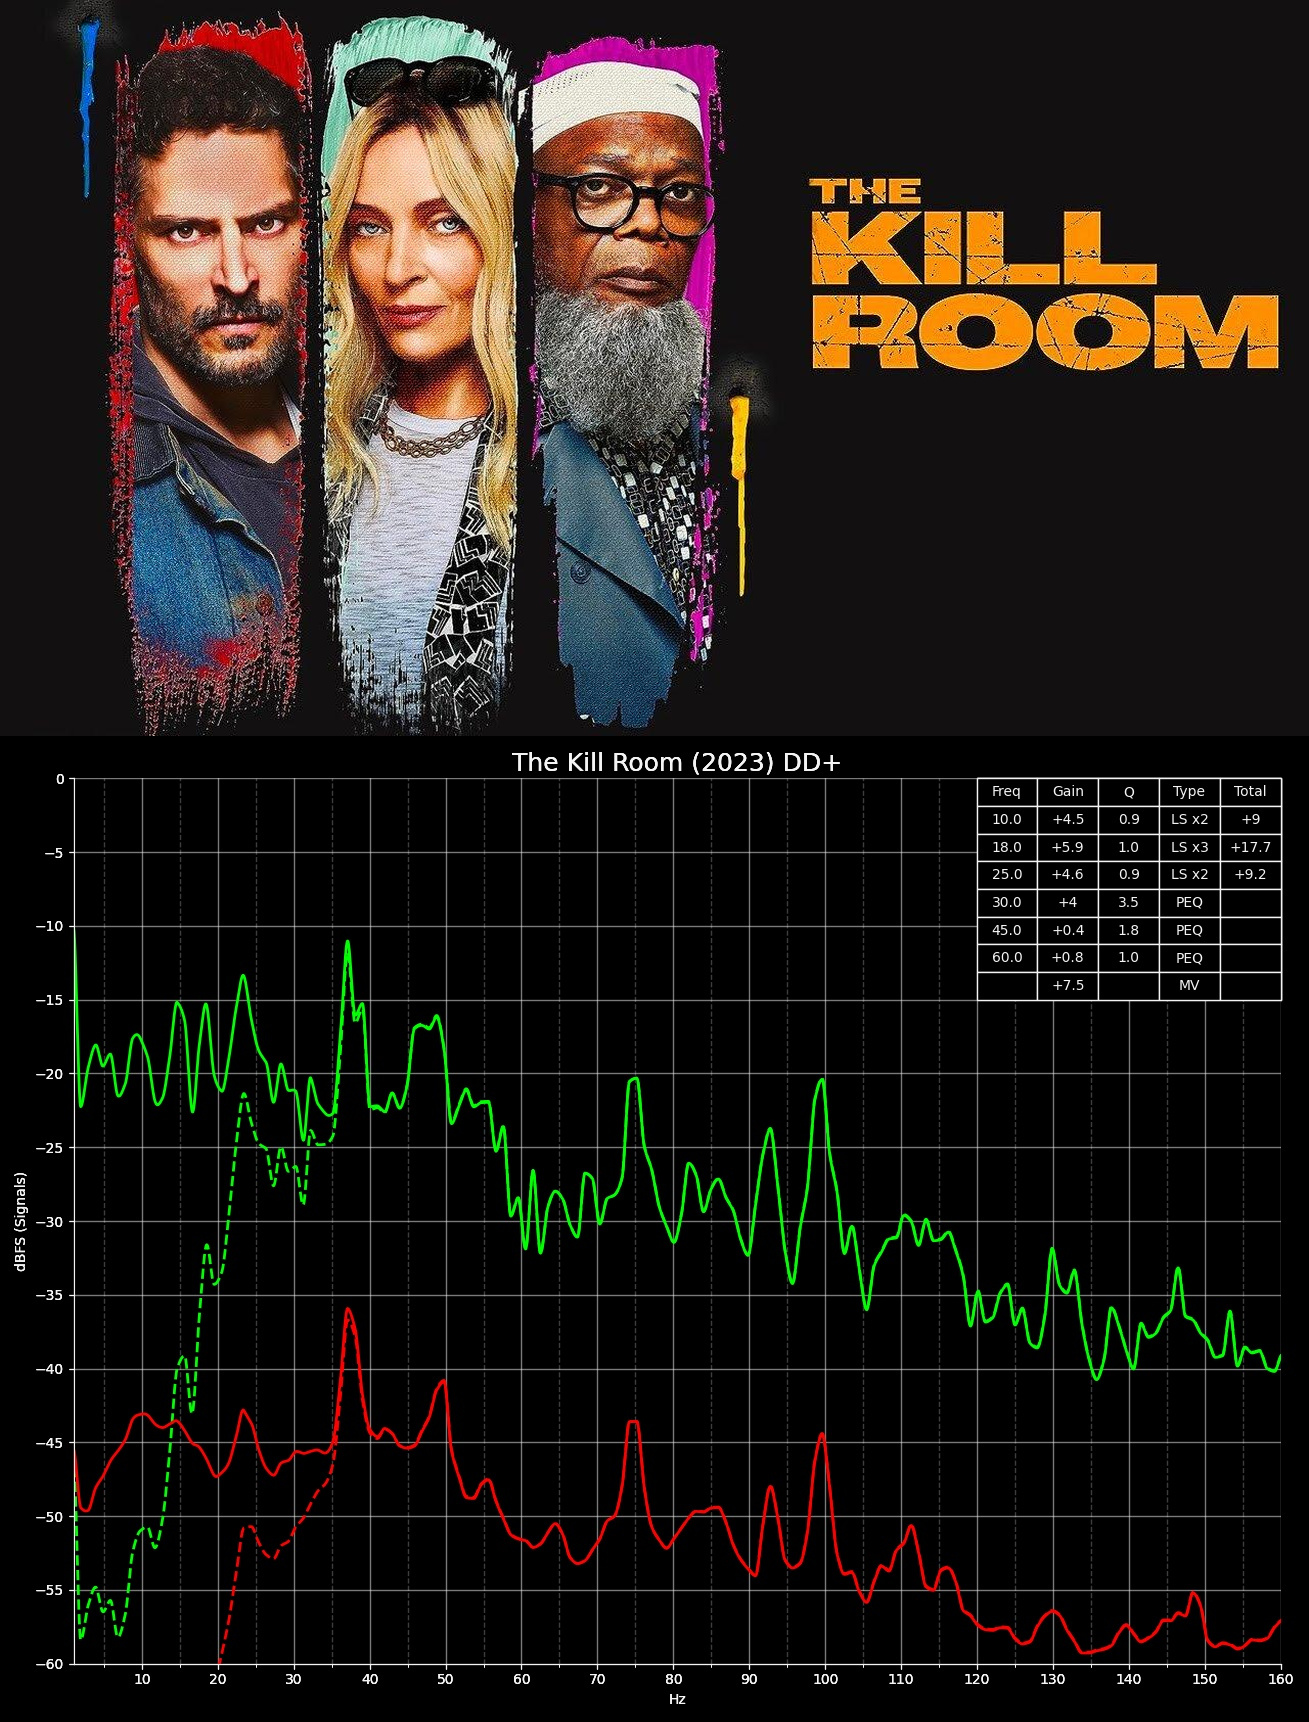 THE
KILL
ROOM
The Kill Room (2023) DD+
Freq Gain Q Type Total
10.0 +4.5 0.9 LS x2 +9
18.0 +5.9 1.0 LS x3 +17.7
25.0 +4.6 0.9 LS x2 +9.2
30.0 +4 3.5 PEQ
45.0 +0.4 1.8 PEQ
60.0 +0.8 1.0 PEQ
+7.5 MV
0
−5
−10
−15
−20
−25
−30
−35
−40
−45
−50
−55
−60
dBFS (Signals)
10 20 30 40 50 60 70 80 90 100 110 120 130 140 150 160
Hz